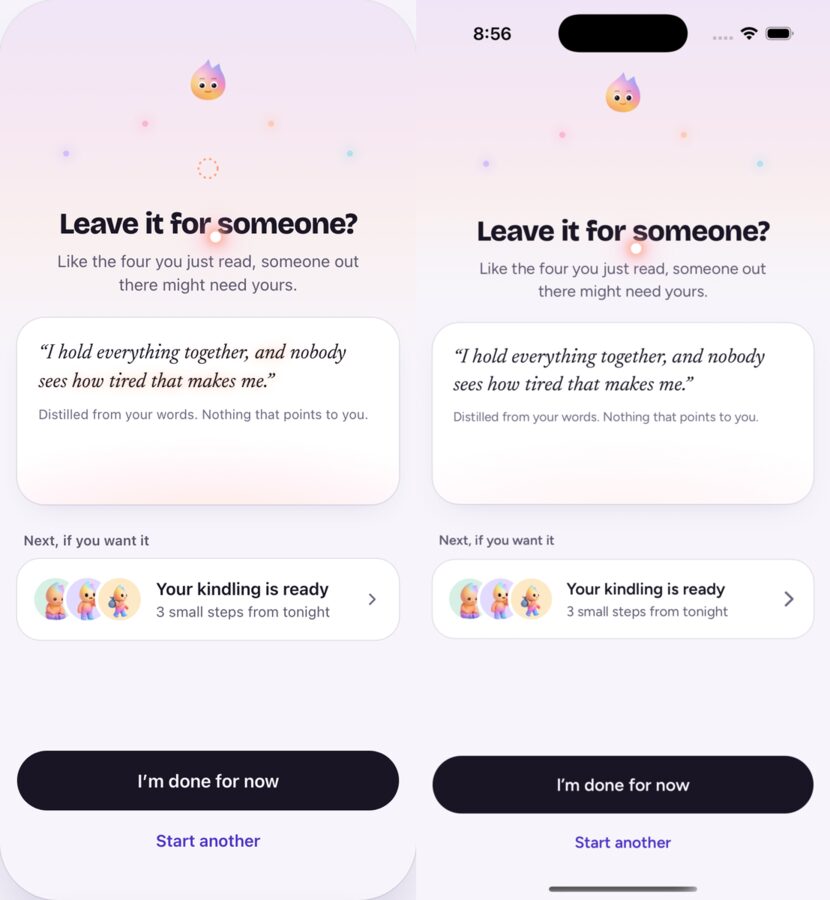 Leave it for someone?
Like the four you just read, someone out
there might need yours.
“I hold everything together, and nobody
sees how tired that makes me.”
Distilled from your words. Nothing that points to you.
Next, if you want it
Your kindling is ready
3 small steps from tonight
I’m done for now
Start another
8:56
Leave it for someone?
Like the four you just read, someone out
there might need yours.
“I hold everything together, and nobody
sees how tired that makes me.”
Distilled from your words. Nothing that points to you.
Next, if you want it
Your kindling is ready
3 small steps from tonight
I’m done for now
Start another